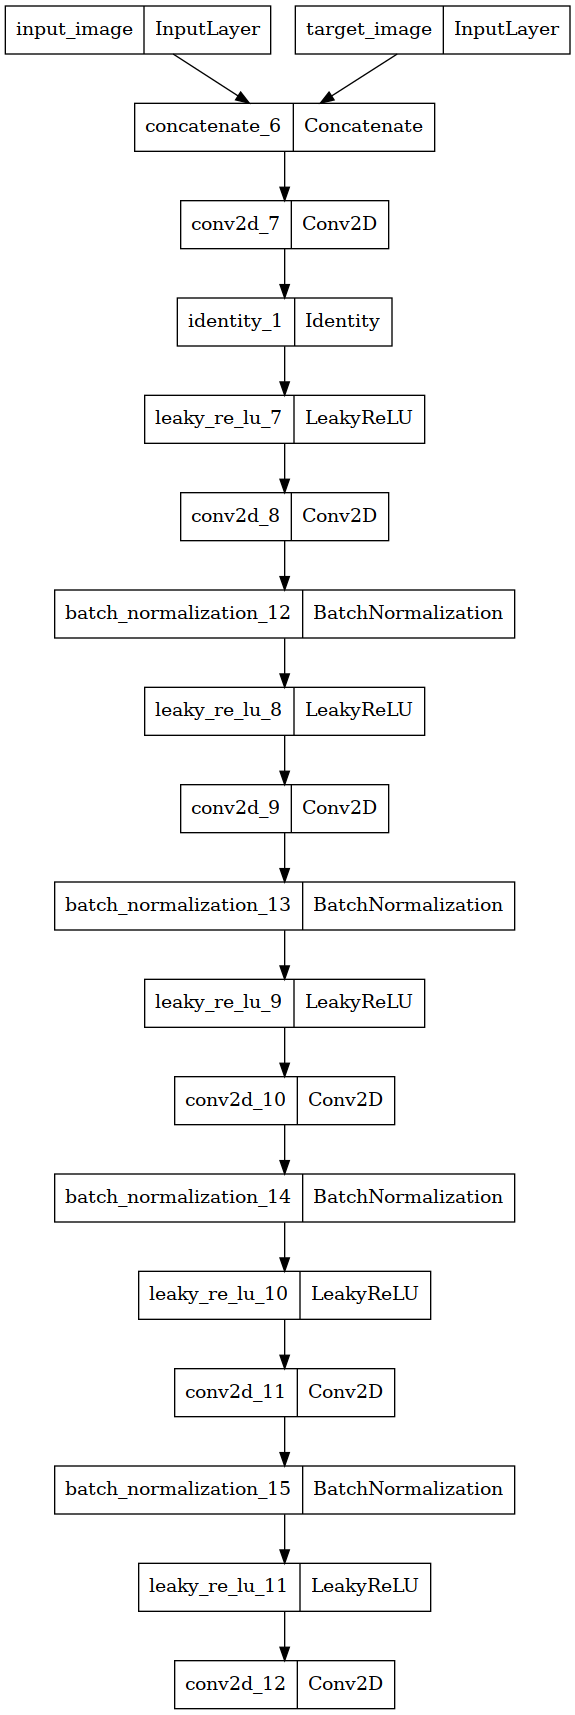 input_image InputLayer target_image InputLayer
concatenate_6 Concatenate
conv2d_7 Conv2D
identity_1 Identity
leaky_re_lu_7 LeakyReLU
conv2d_8 Conv2D
batch_normalization_12 BatchNormalization
leaky_re_lu_8 LeakyReLU
conv2d_9 Conv2D
batch_normalization_13 BatchNormalization
leaky_re_lu_9 LeakyReLU
conv2d_10 Conv2D
batch_normalization_14 BatchNormalization
leaky_re_lu_10 LeakyReLU
conv2d_11 Conv2D
batch_normalization_15 BatchNormalization
leaky_re_lu_11 LeakyReLU
conv2d_12 Conv2D